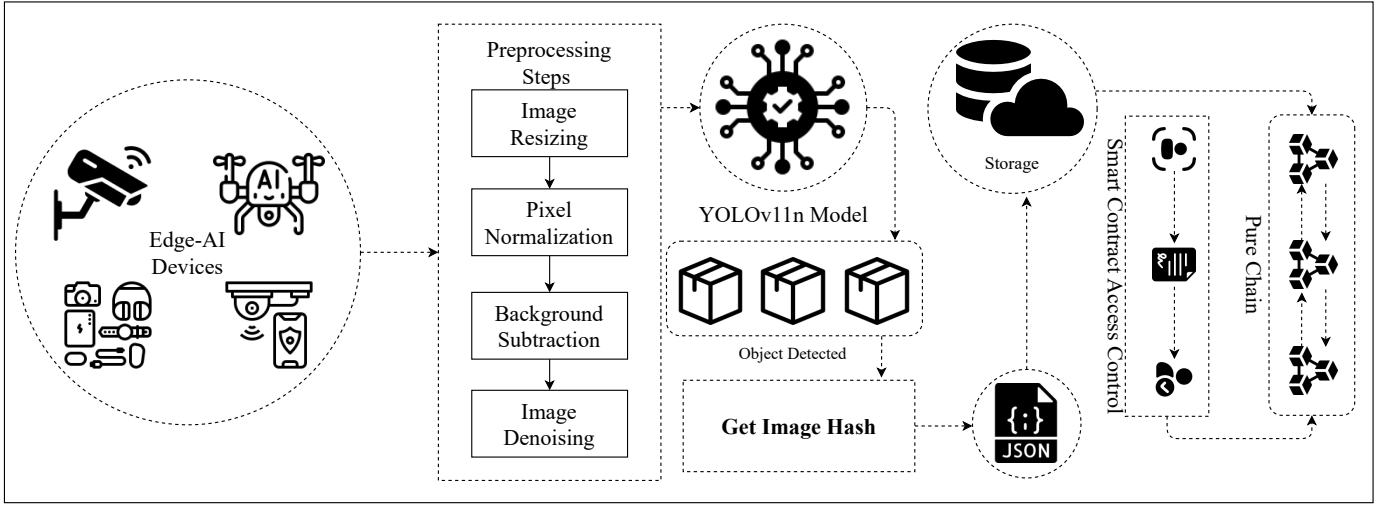 Edge-AI
Devices
AI
Preprocessing
Steps
Image
Resizing
Pixel
Normalization
Background
Subtraction
Image
Denoising
YOLOv11n Model
Object Detected
Get Image Hash
{;}
JSON
Storage
Smart Contract Access Control
Pure Chain